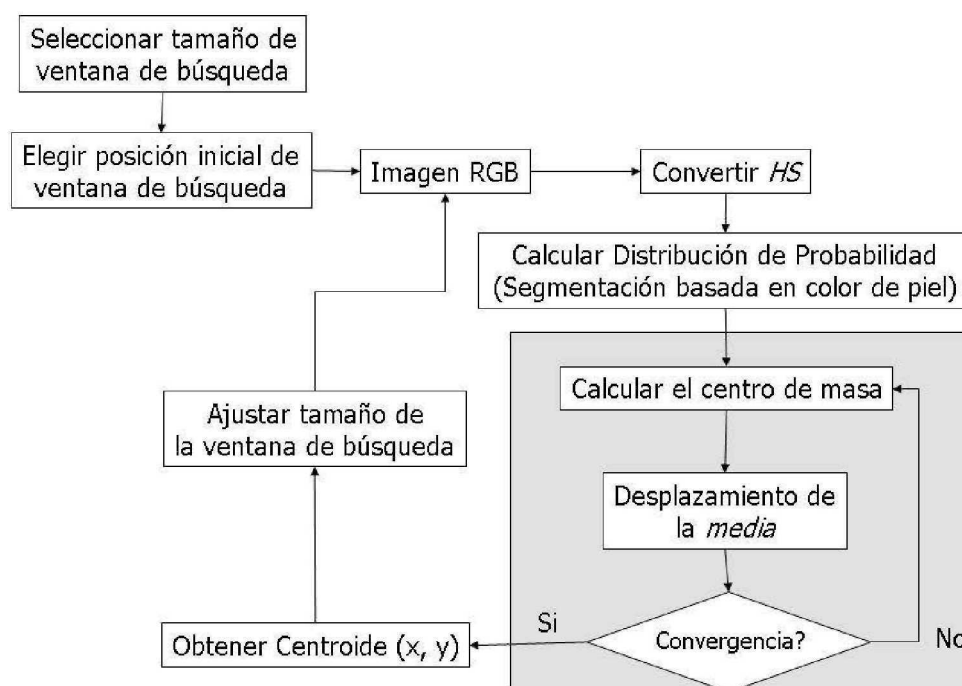 Seleccionar tamaño de
ventana de búsqueda
Elegir posición inicial de
ventana de búsqueda
Imagen RGB
Convertir HS
Calcular Distribución de Probabilidad
(Segmentación basada en color de piel)
Calcular el centro de masa
Ajustar tamaño de
la ventana de búsqueda
Desplazamiento de
la media
Si
Convergencia?
No
Obtener Centroide (x, y)